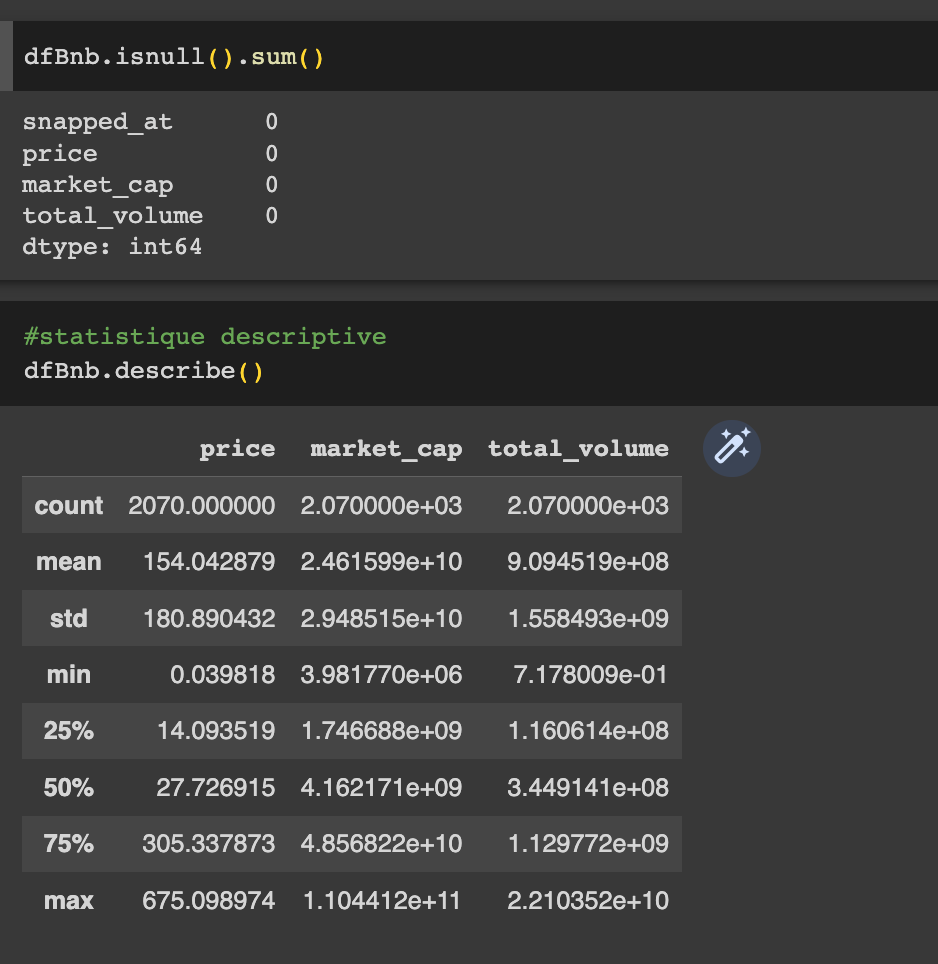 dfBnb.isnull().sum()
snapped_at 0
price 0
market_cap 0
total_volume 0
dtype: int64
#statistique descriptive
dfBnb.describe()
price market_cap total_volume
count 2070.000000 2.070000e+03 2.070000e+03
mean 154.042879 2.461599e+10 9.094519e+08
std 180.890432 2.948515e+10 1.558493e+09
min 0.039818 3.981770e+06 7.178009e-01
25% 14.093519 1.746688e+09 1.160614e+08
50% 27.726915 4.162171e+09 3.449141e+08
75% 305.337873 4.856822e+10 1.129772e+09
max 675.098974 1.104412e+11 2.210352e+10